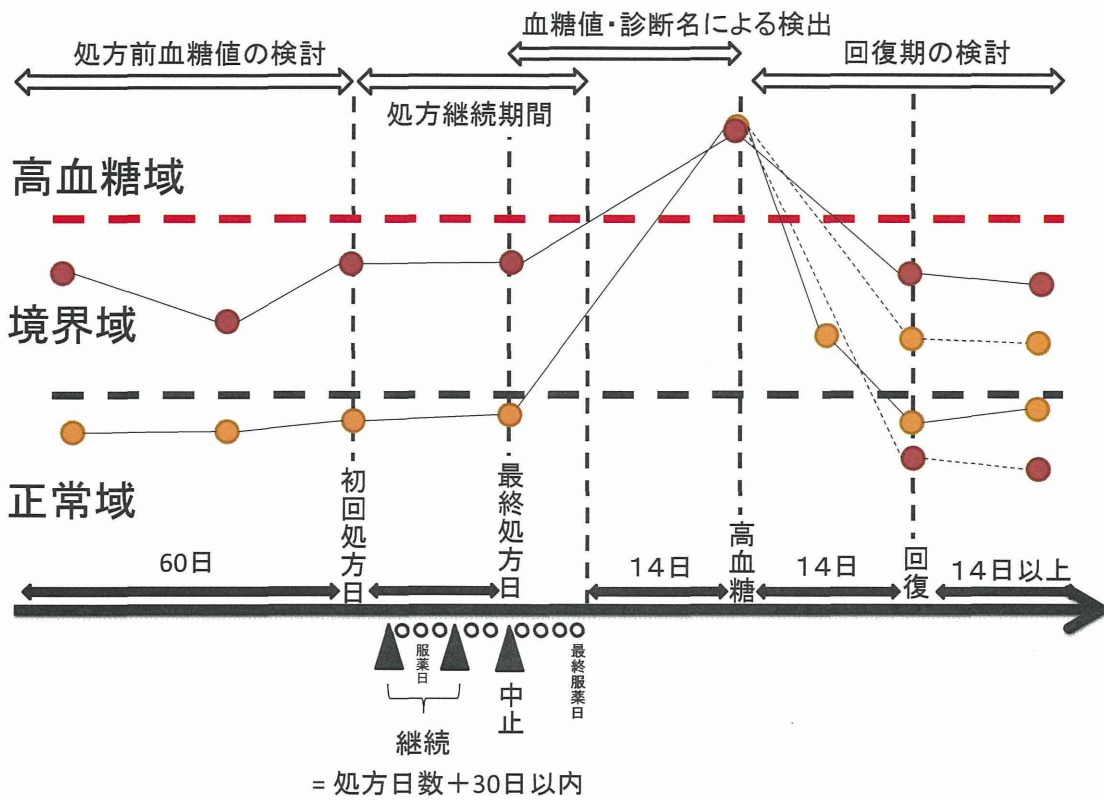 血糖値・診断名による検出
処方前血糖値の検討
回復期の検討
処方継続期間
高血糖域
境界域
正常域
初回処方日
最終処方日
高血糖
回復
60日
14日
14日
14日以上
服薬日
最終服薬日
中止
継続
= 処方日数+30日以内